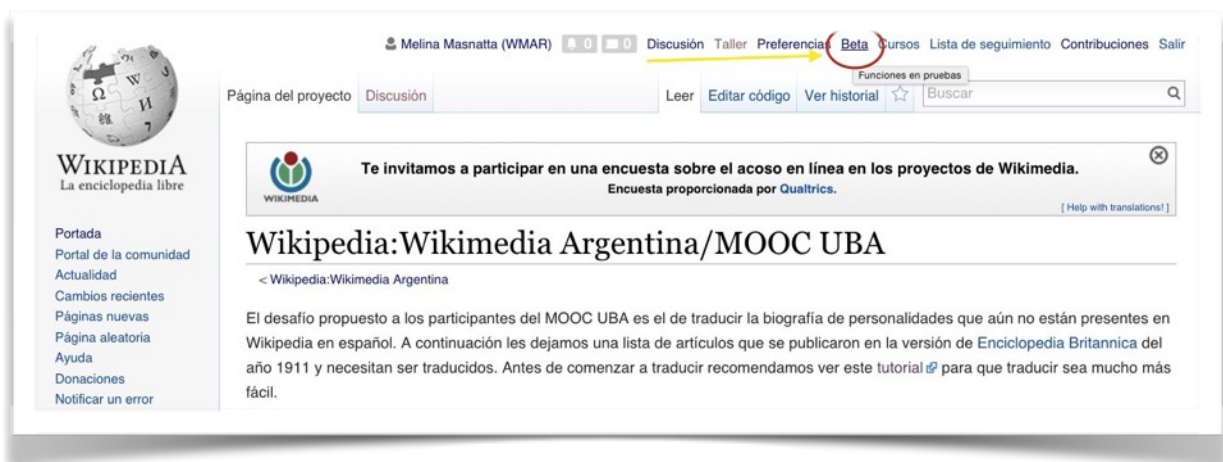 Melina Masnatta (WMAR) 0 0 Discusión Taller Preferencias Beta Cursos Lista de seguimiento Contribuciones Salir
Funciones en pruebas
Página del proyecto Discusión Leer Editar código Ver historial Buscar
WIKIPEDIA
La enciclopedia libre
WIKIMEDIA
Te invitamos a participar en una encuesta sobre el acoso en línea en los proyectos de Wikimedia.
Encuesta proporcionada por Qualtrics.
[ Help with translations! ]
Portada
Portal de la comunidad
Actualidad
Cambios recientes
Páginas nuevas
Página aleatoria
Ayuda
Donaciones
Notificar un error
Wikipedia:Wikimedia Argentina/MOOC UBA
< Wikipedia:Wikimedia Argentina
El desafío propuesto a los participantes del MOOC UBA es el de traducir la biografía de personalidades que aún no están presentes en
Wikipedia en español. A continuación les dejamos una lista de artículos que se publicaron en la versión de Enciclopedia Britannica del
año 1911 y necesitan ser traducidos. Antes de comenzar a traducir recomendamos ver este tutorial para que traducir sea mucho más
fácil.